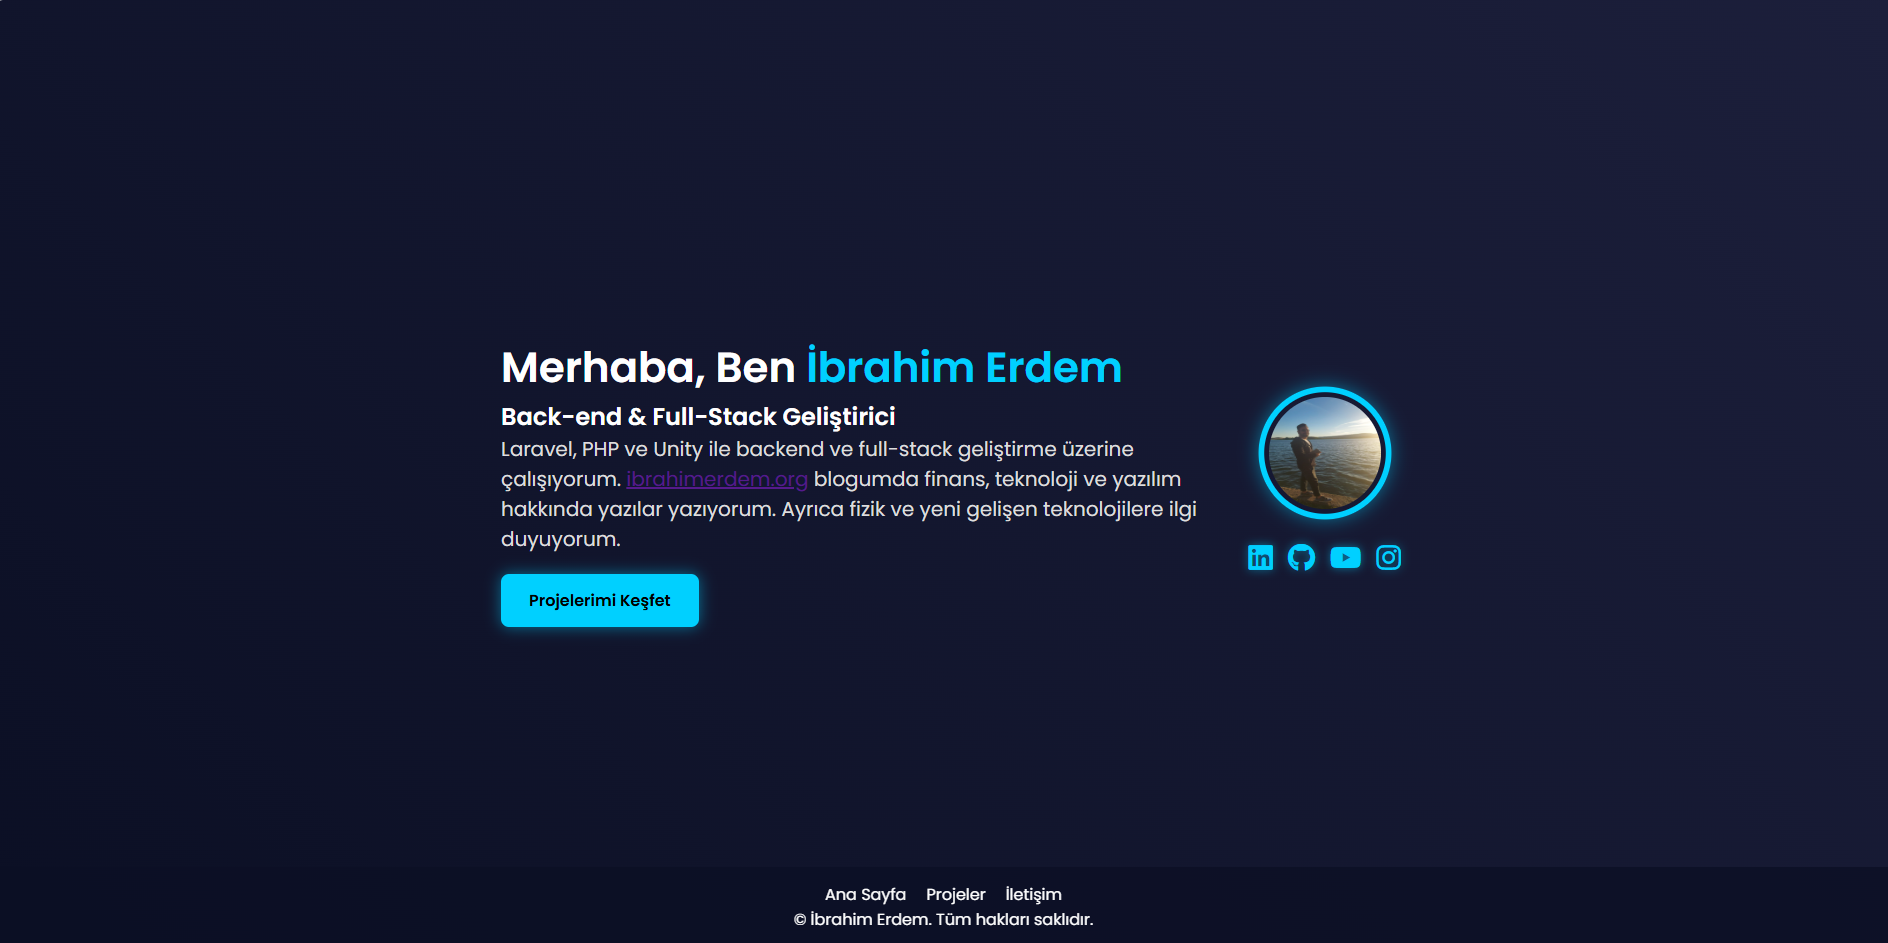 Merhaba, Ben İbrahim Erdem
Back-end & Full-Stack Geliştirici
Laravel, PHP ve Unity ile backend ve full-stack geliştirme üzerine
çalışıyorum. ibrahimerdem.org blogumda finans, teknoloji ve yazılım
hakkında yazılar yazıyorum. Ayrıca fizik ve yeni gelişen teknolojilere ilgi
duyuyorum.
Projelerimi Keşfet
in
Ana Sayfa Projeler İletişim
© İbrahim Erdem. Tüm hakları saklıdır.